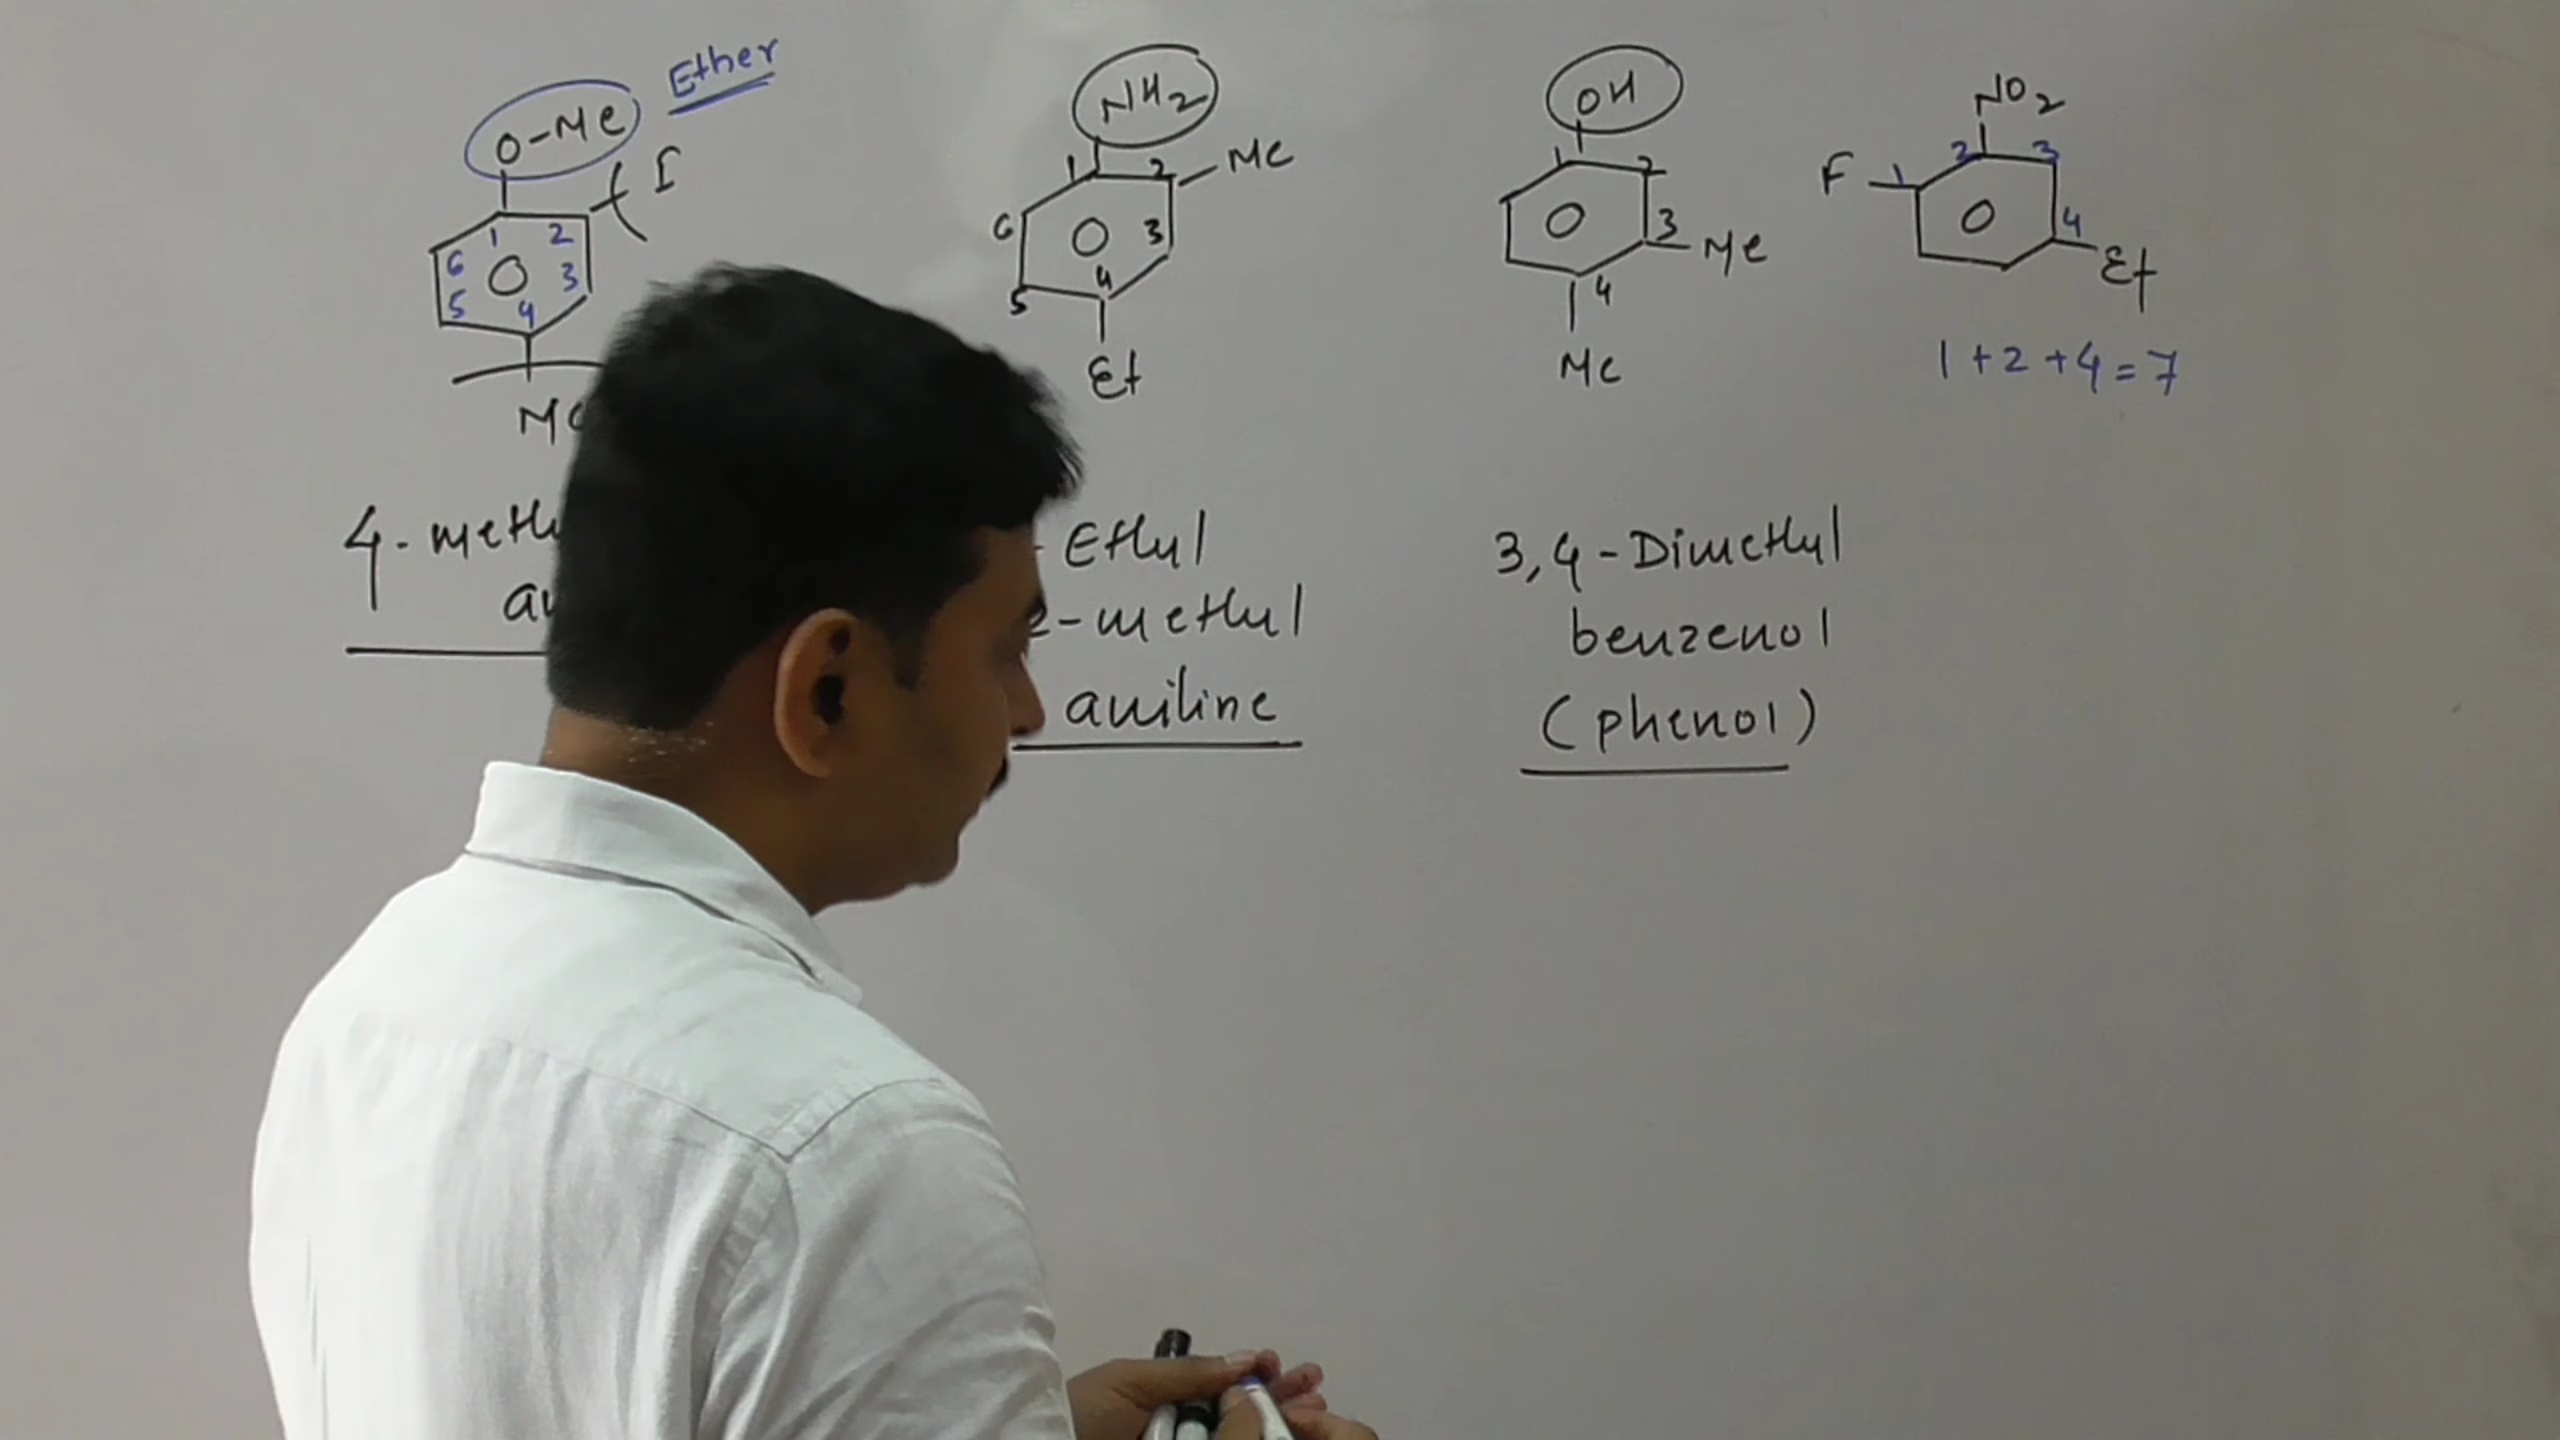 Ether
O-Me
I
1 2 3 4 5 6
4-
NH2
1 2 3 4 5 6
Me
Et
- Ethyl
2-methyl
aniline
OH
1 2 3 4
Me
Me
3,4-Dimethyl
benzenol
(phenol)
NO2
F
1 2 3 4
Et
1+2+4=7